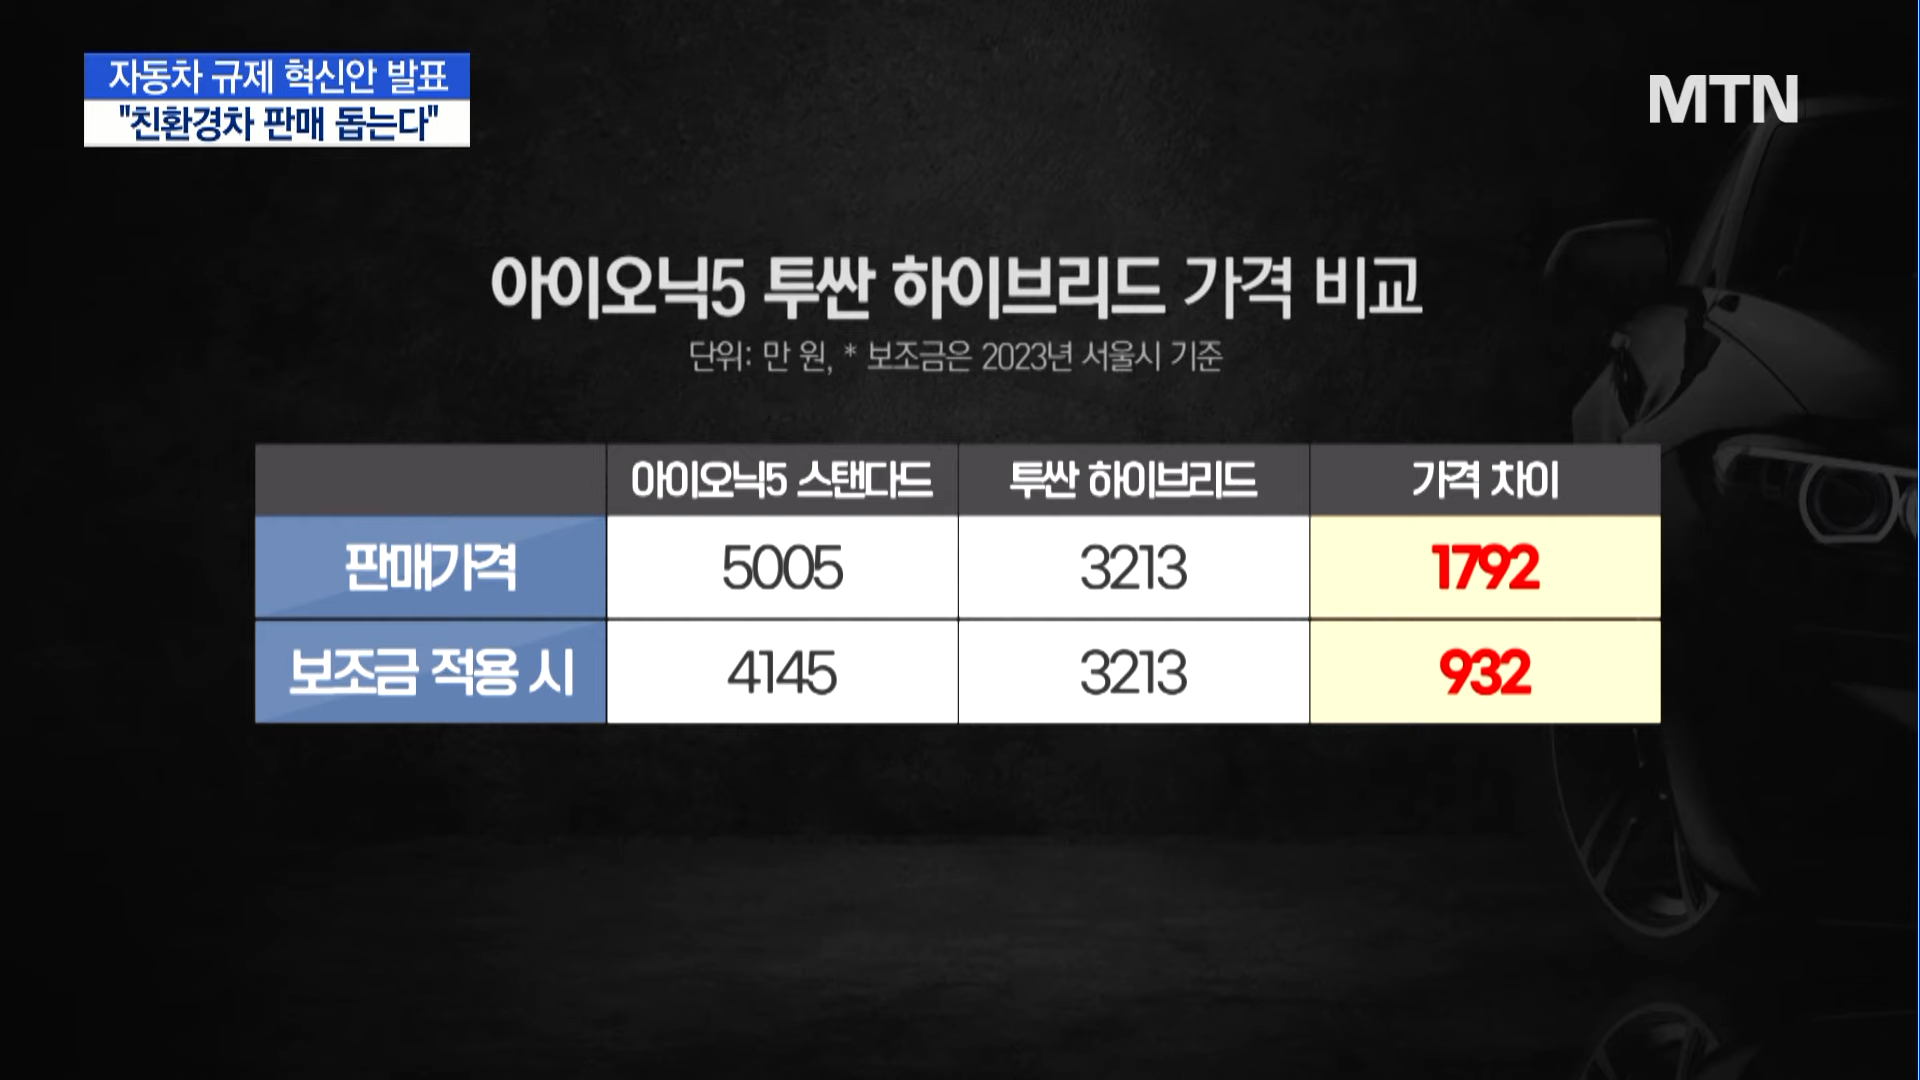 자동차 규제 혁신안 발표
"친환경차 판매 돕는다"
MTN
아이오닉5 투싼 하이브리드 가격 비교
단위: 만 원, * 보조금은 2023년 서울시 기준
아이오닉5 스탠다드 투싼 하이브리드 가격 차이
판매가격 5005 3213 1792
보조금 적용 시 4145 3213 932